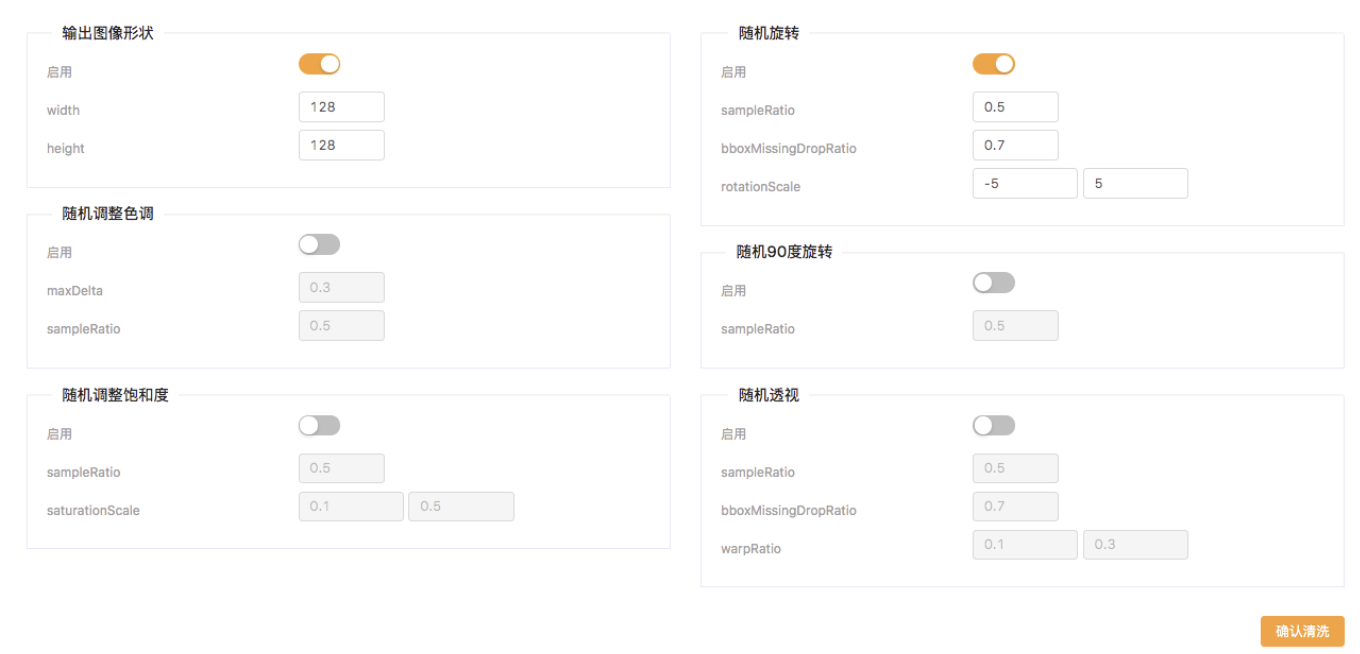 输出图像形状
启用
width 128
height 128
随机调整色调
启用
maxDelta 0.3
sampleRatio 0.5
随机调整饱和度
启用
sampleRatio 0.5
saturationScale 0.1 0.5
随机旋转
启用
sampleRatio 0.5
bboxMissingDropRatio 0.7
rotationScale -5 5
随机90度旋转
启用
sampleRatio 0.5
随机透视
启用
sampleRatio 0.5
bboxMissingDropRatio 0.7
warpRatio 0.1 0.3
确认清洗